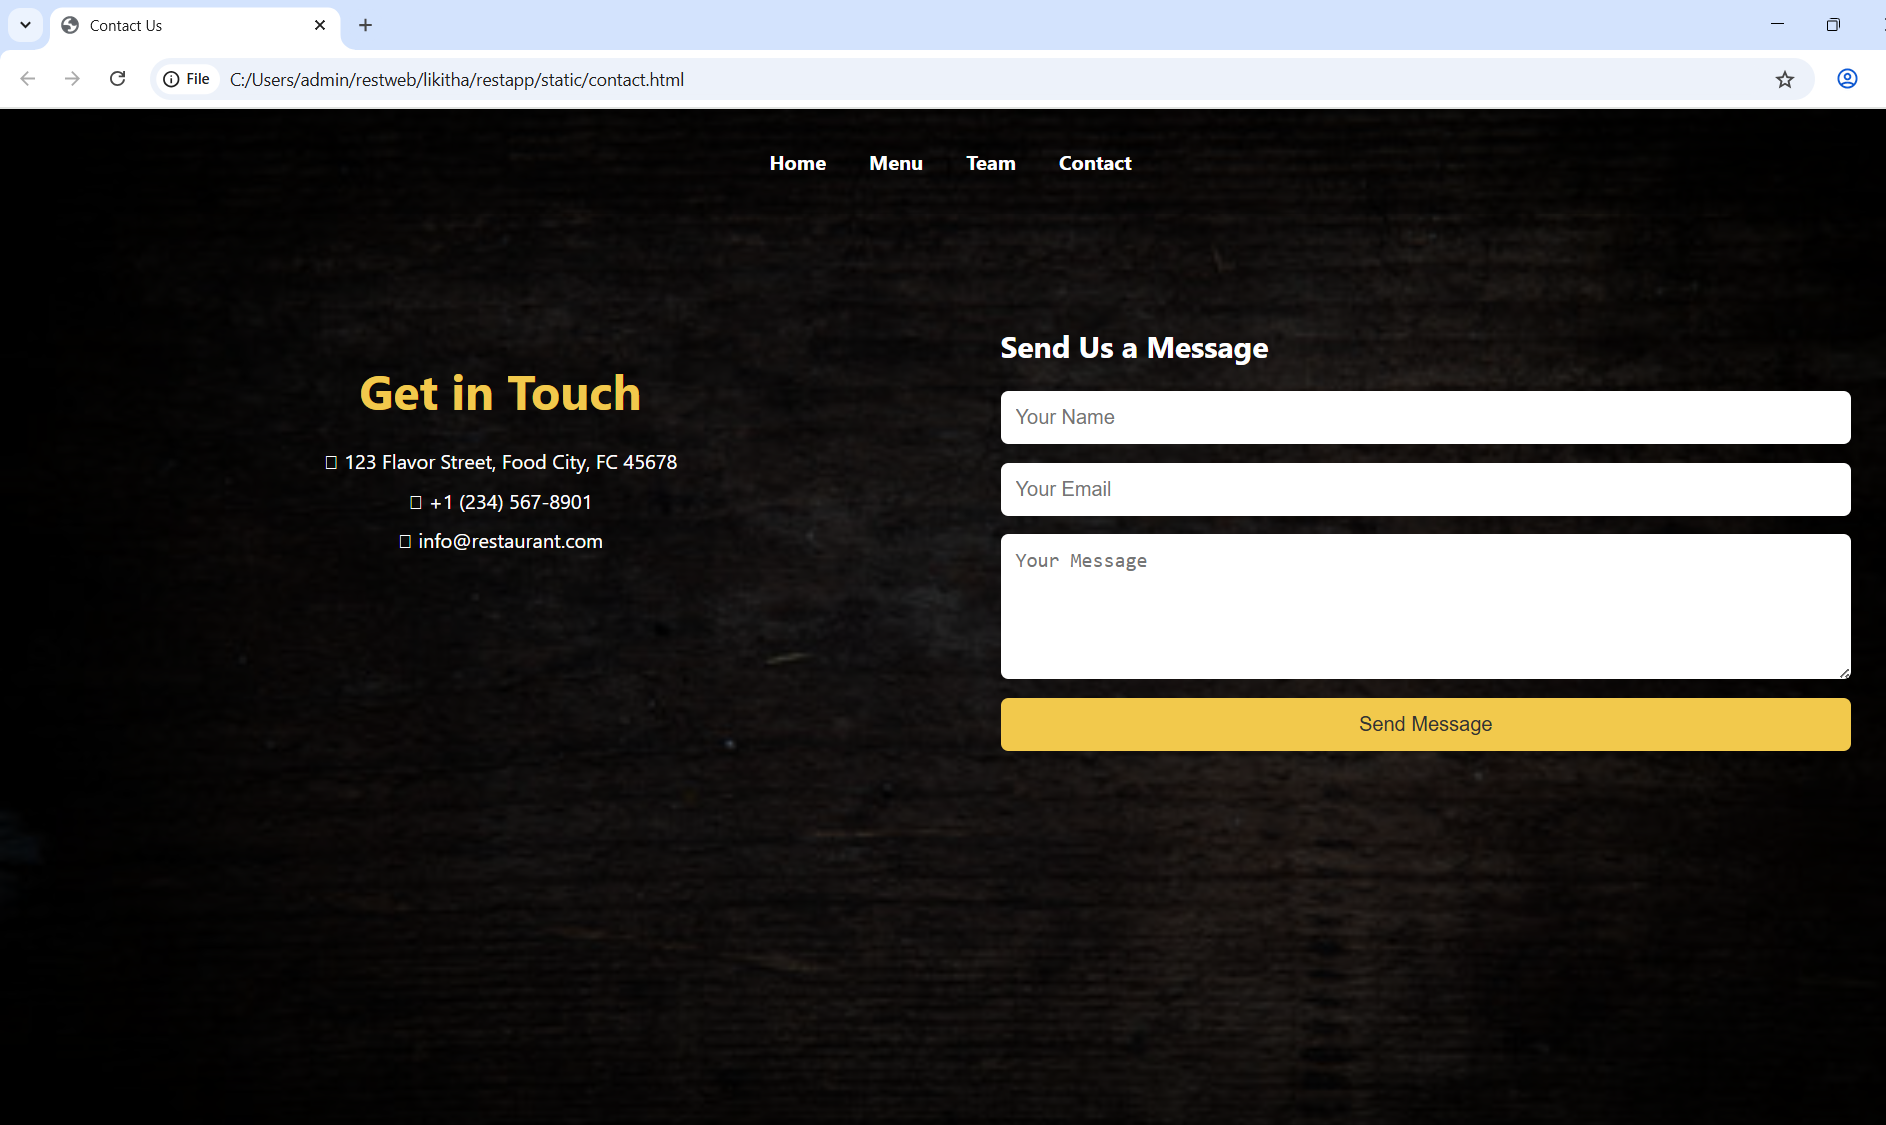 Contact Us
File C:/Users/admin/restweb/likitha/restapp/static/contact.html
Home Menu Team Contact
Get in Touch
123 Flavor Street, Food City, FC 45678
+1 (234) 567-8901
info@restaurant.com
Send Us a Message
Your Name
Your Email
Your Message
Send Message